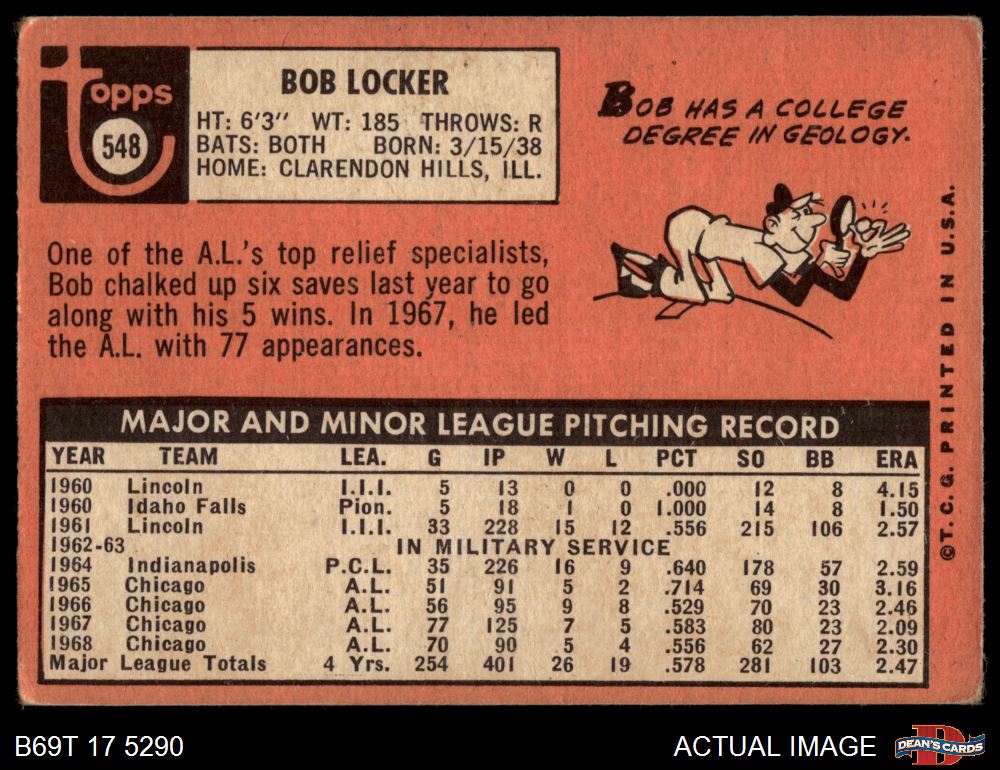 topps
548
BOB LOCKER
HT: 6'3" WT: 185 THROWS: R
BATS: BOTH BORN: 3/15/38
HOME: CLARENDON HILLS, ILL.
BOB HAS A COLLEGE
DEGREE IN GEOLOGY.
One of the A.L.'s top relief specialists,
Bob chalked up six saves last year to go
along with his 5 wins. In 1967, he led
the A.L. with 77 appearances.
MAJOR AND MINOR LEAGUE PITCHING RECORD
YEAR TEAM LEA. G IP W L PCT SO BB ERA
1960 Lincoln I.I.I. 5 13 0 0 .000 12 8 4.15
1960 Idaho Falls Pion. 5 18 1 0 1.000 14 8 1.50
1961 Lincoln I.I.I. 33 228 15 12 .556 215 106 2.57
1962-63 IN MILITARY SERVICE
1964 Indianapolis P.C.L. 35 226 16 9 .640 178 57 2.59
1965 Chicago A.L. 51 91 5 2 .714 69 30 3.16
1966 Chicago A.L. 56 95 9 8 .529 70 23 2.46
1967 Chicago A.L. 77 125 7 5 .583 80 23 2.09
1968 Chicago A.L. 70 90 5 4 .556 62 27 2.30
Major League Totals 4 Yrs. 254 401 26 19 .578 281 103 2.47
©T.C.G. PRINTED IN U.S.A.
B69T 17 5290
ACTUAL IMAGE
DEAN'S CARDS